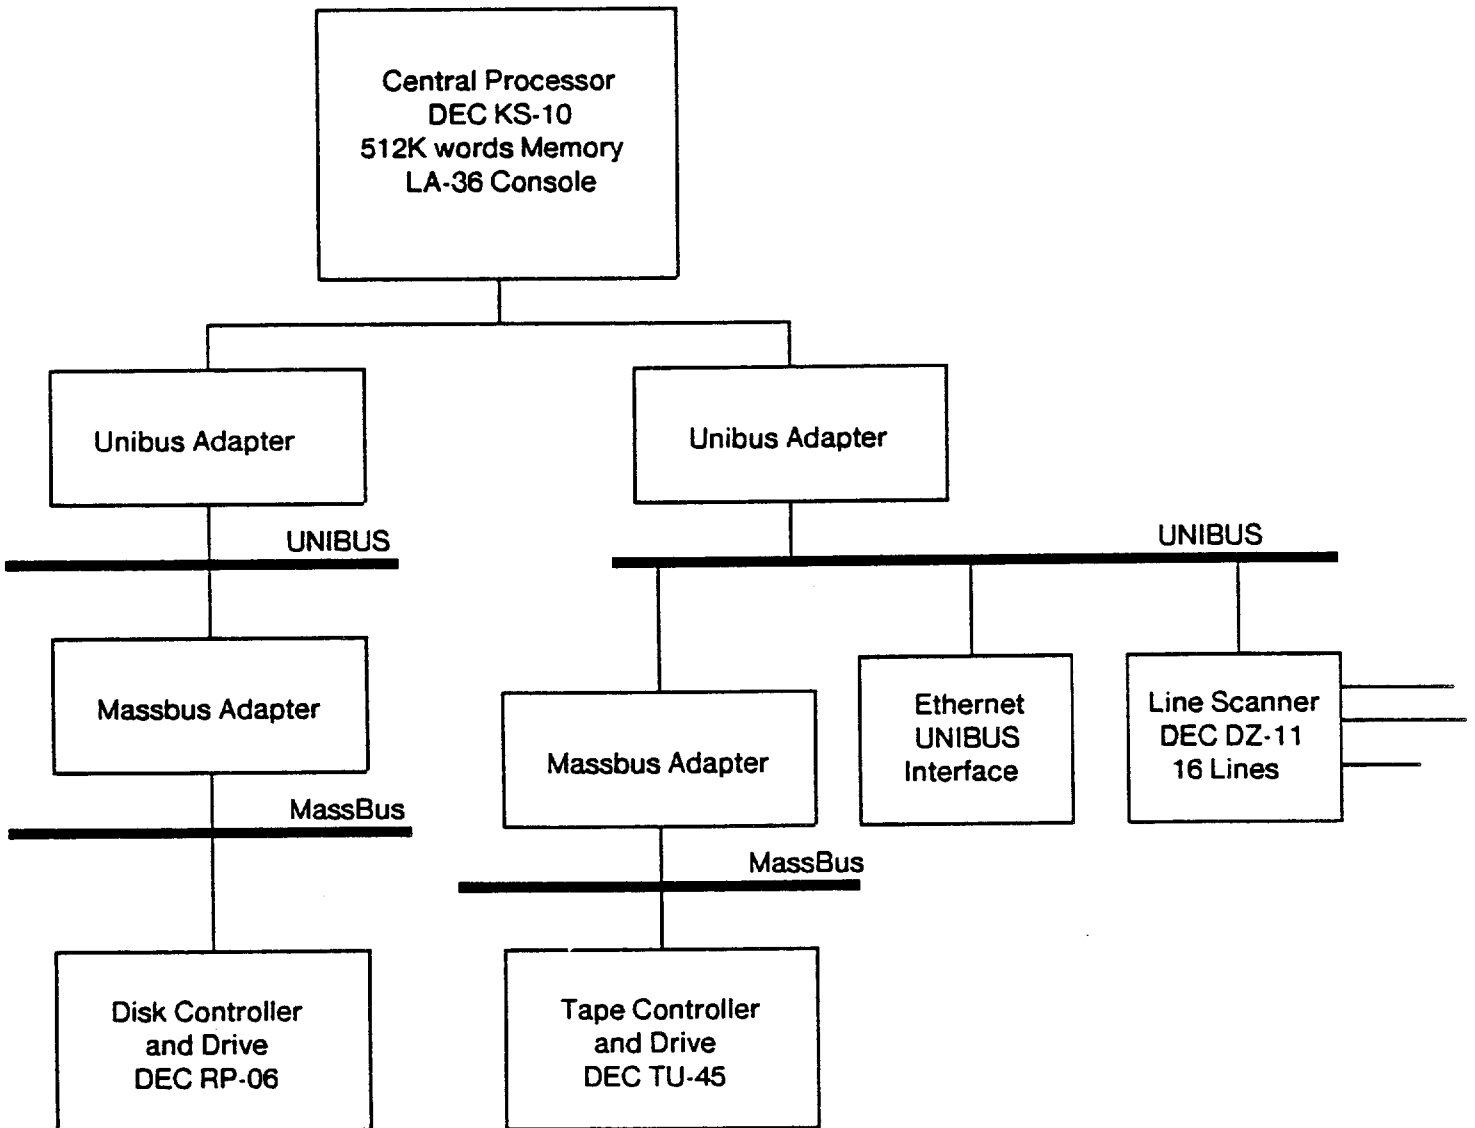 Central Processor
DEC KS-10
512K words Memory
LA-36 Console
Unibus Adapter
Unibus Adapter
UNIBUS
UNIBUS
Massbus Adapter
Massbus Adapter
Ethernet
UNIBUS
Interface
Line Scanner
DEC DZ-11
16 Lines
MassBus
MassBus
Disk Controller
and Drive
DEC RP-06
Tape Controller
and Drive
DEC TU-45